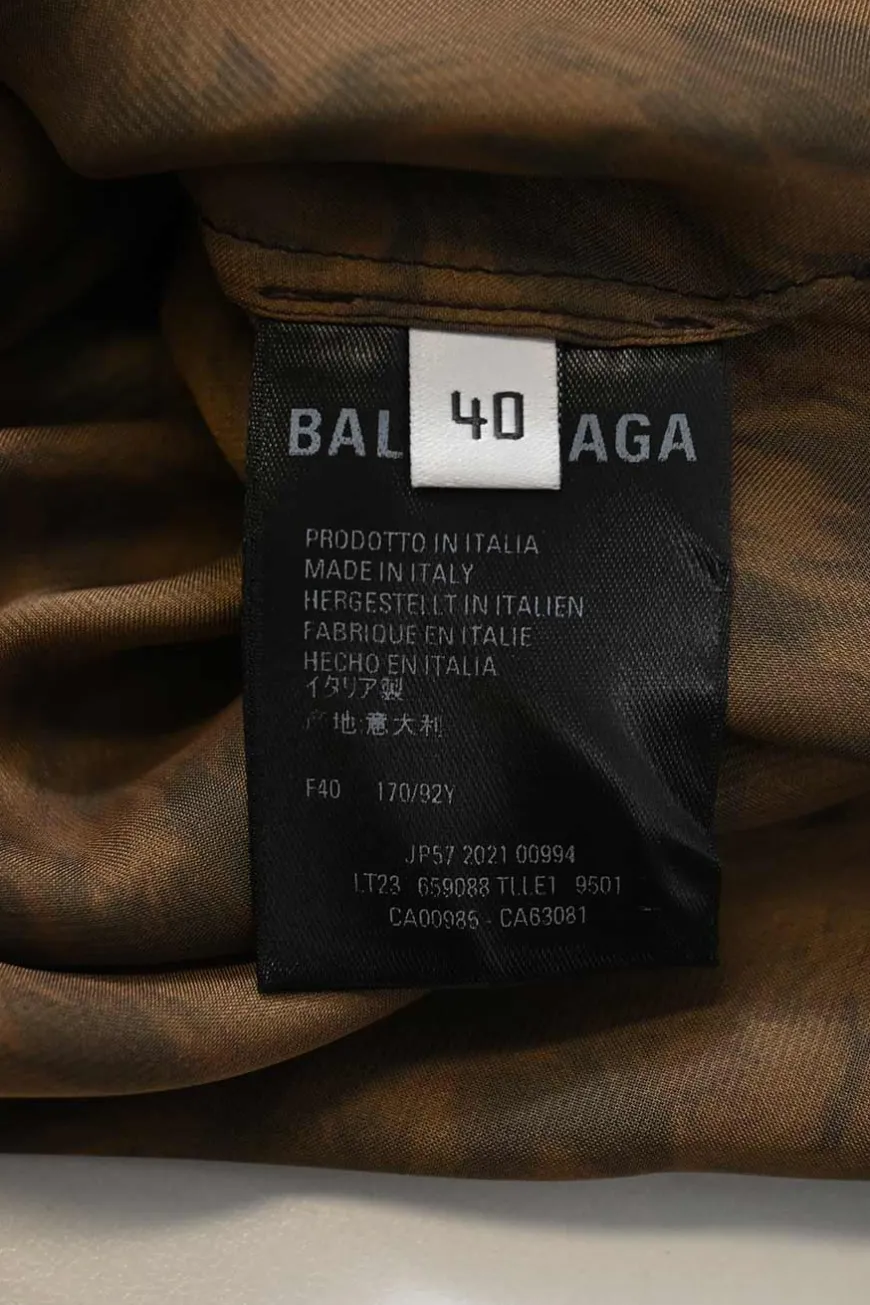 40
BAL AGA
PRODOTTO IN ITALIA
MADE IN ITALY
HERGESTELLT IN ITALIEN
FABRIQUE EN ITALIE
HECHO EN ITALIA
イタリア製
产地:意大利
F40 170/92Y
JP57 2021 00994
LT23 659088 TLLE1 9501
CA00985 - CA63081